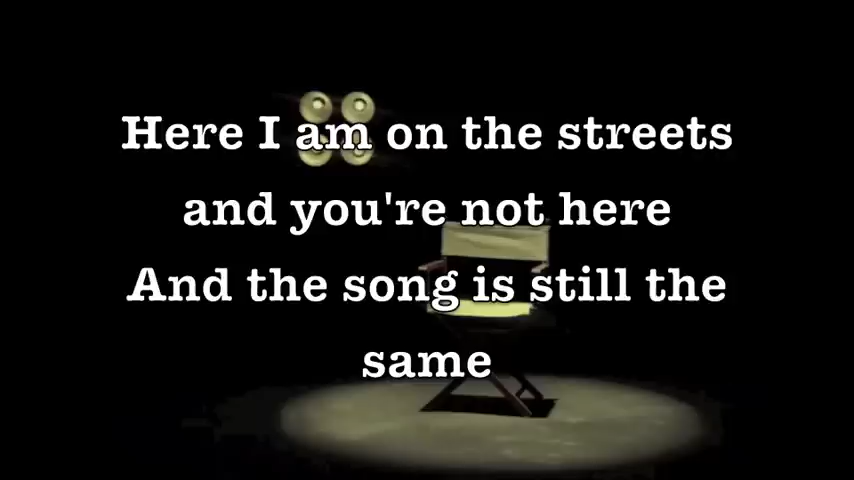 Here I am on the streets
and you're not here
And the song is still the
same